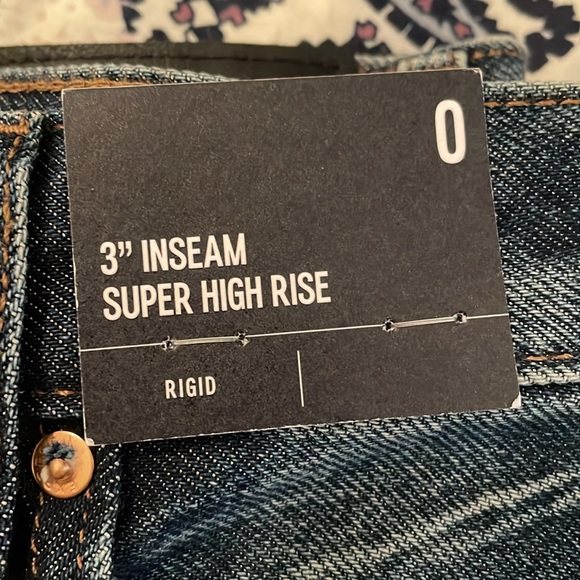 0
3” INSEAM
SUPER HIGH RISE
RIGID